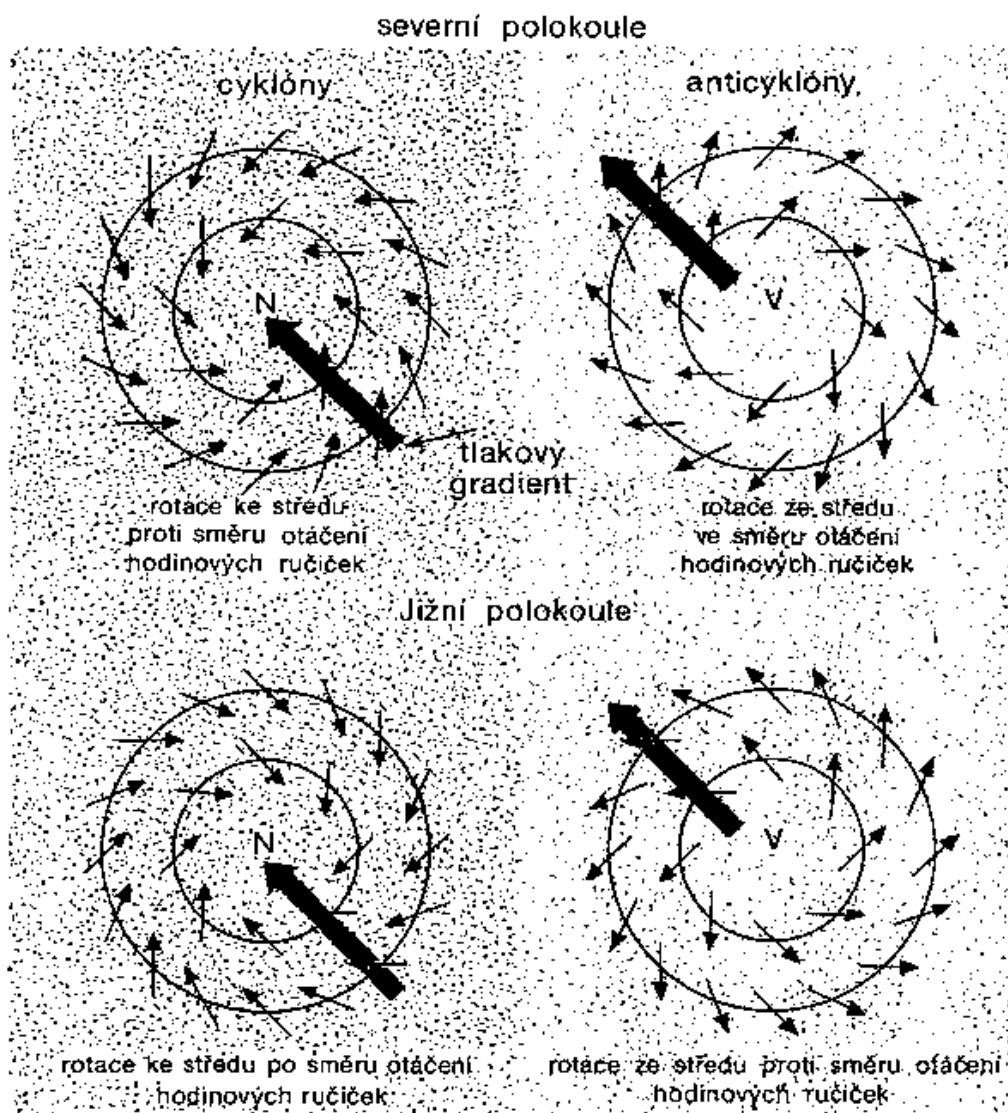 severní polokoule
cyklóny
anticyklóny
N
V
tlakovy
gradient
rotace ke středu
proti směru otáčení
hodinových ručiček
rotace ze středu
ve směru otáčení
hodinových ručiček
Jižní polokoule
N
V
rotace ke středu po směru otáčení
hodinových ručiček
rotace ze středu proti směru otáčení
hodinových ručiček